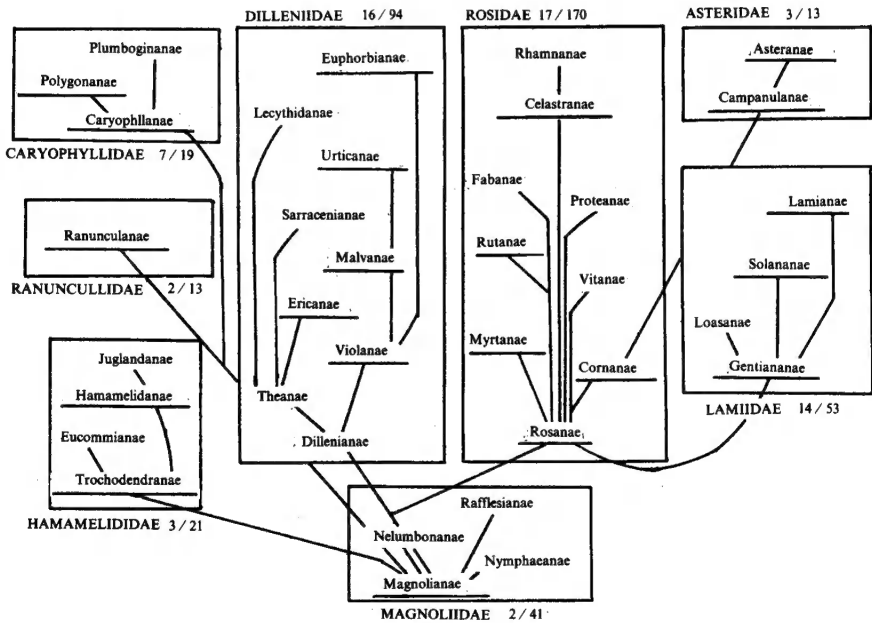 DILLENIIDAE 16 / 94
ROSIDAE 17 / 170
ASTERIDAE 3 / 13
Plumboginanae
Polygonanae
Caryophllanae
CARYOPHYLLIDAE 7 / 19
Ranunculanae
RANUNCULLIDAE 2 / 13
Juglandanae
Hamamelidanae
Eucommianae
Trochodendranae
HAMAMELIDIDAE 3 / 21
Euphorbianae
Lecythidanae
Urticanae
Sarracenianae
Malvanae
Ericanae
Violanae
Theanae
Dillenianae
Rhamnanae
Celastranae
Fabanae
Proteanae
Rutanae
Vitanae
Myrtanae
Cornanae
Rosanae
Asteranae
Campanulanae
Lamianae
Solananae
Loasanae
Gentiananae
LAMIIDAE 14 / 53
Rafflesianae
Nelumbonanae
Nymphaeanae
Magnolianae
MAGNOLIIDAE 2 / 41